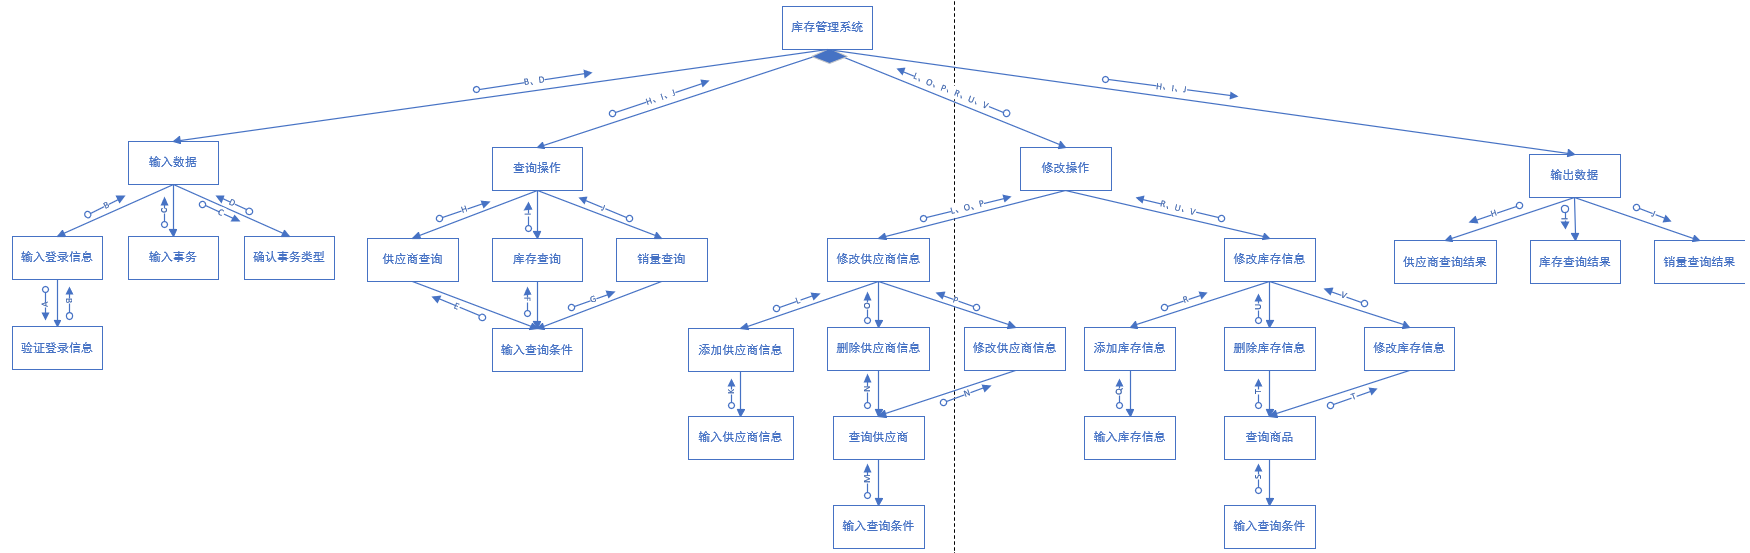 库存管理系统
B、D
H、I、J
L、O、P、R、U、V
H、I、J
输入数据
查询操作
修改操作
输出数据
B
C
C
D
H
I
J
L、O、P
R、U、V
H
I
J
输入登录信息
输入事务
确认事务类型
供应商查询
库存查询
销量查询
修改供应商信息
修改库存信息
供应商查询结果
库存查询结果
销量查询结果
A
B
E
F
G
L
O
P
R
U
V
验证登录信息
输入查询条件
添加供应商信息
删除供应商信息
修改供应商信息
添加库存信息
删除库存信息
修改库存信息
K
N
N
Q
T
T
输入供应商信息
查询供应商
输入库存信息
查询商品
M
S
输入查询条件
输入查询条件